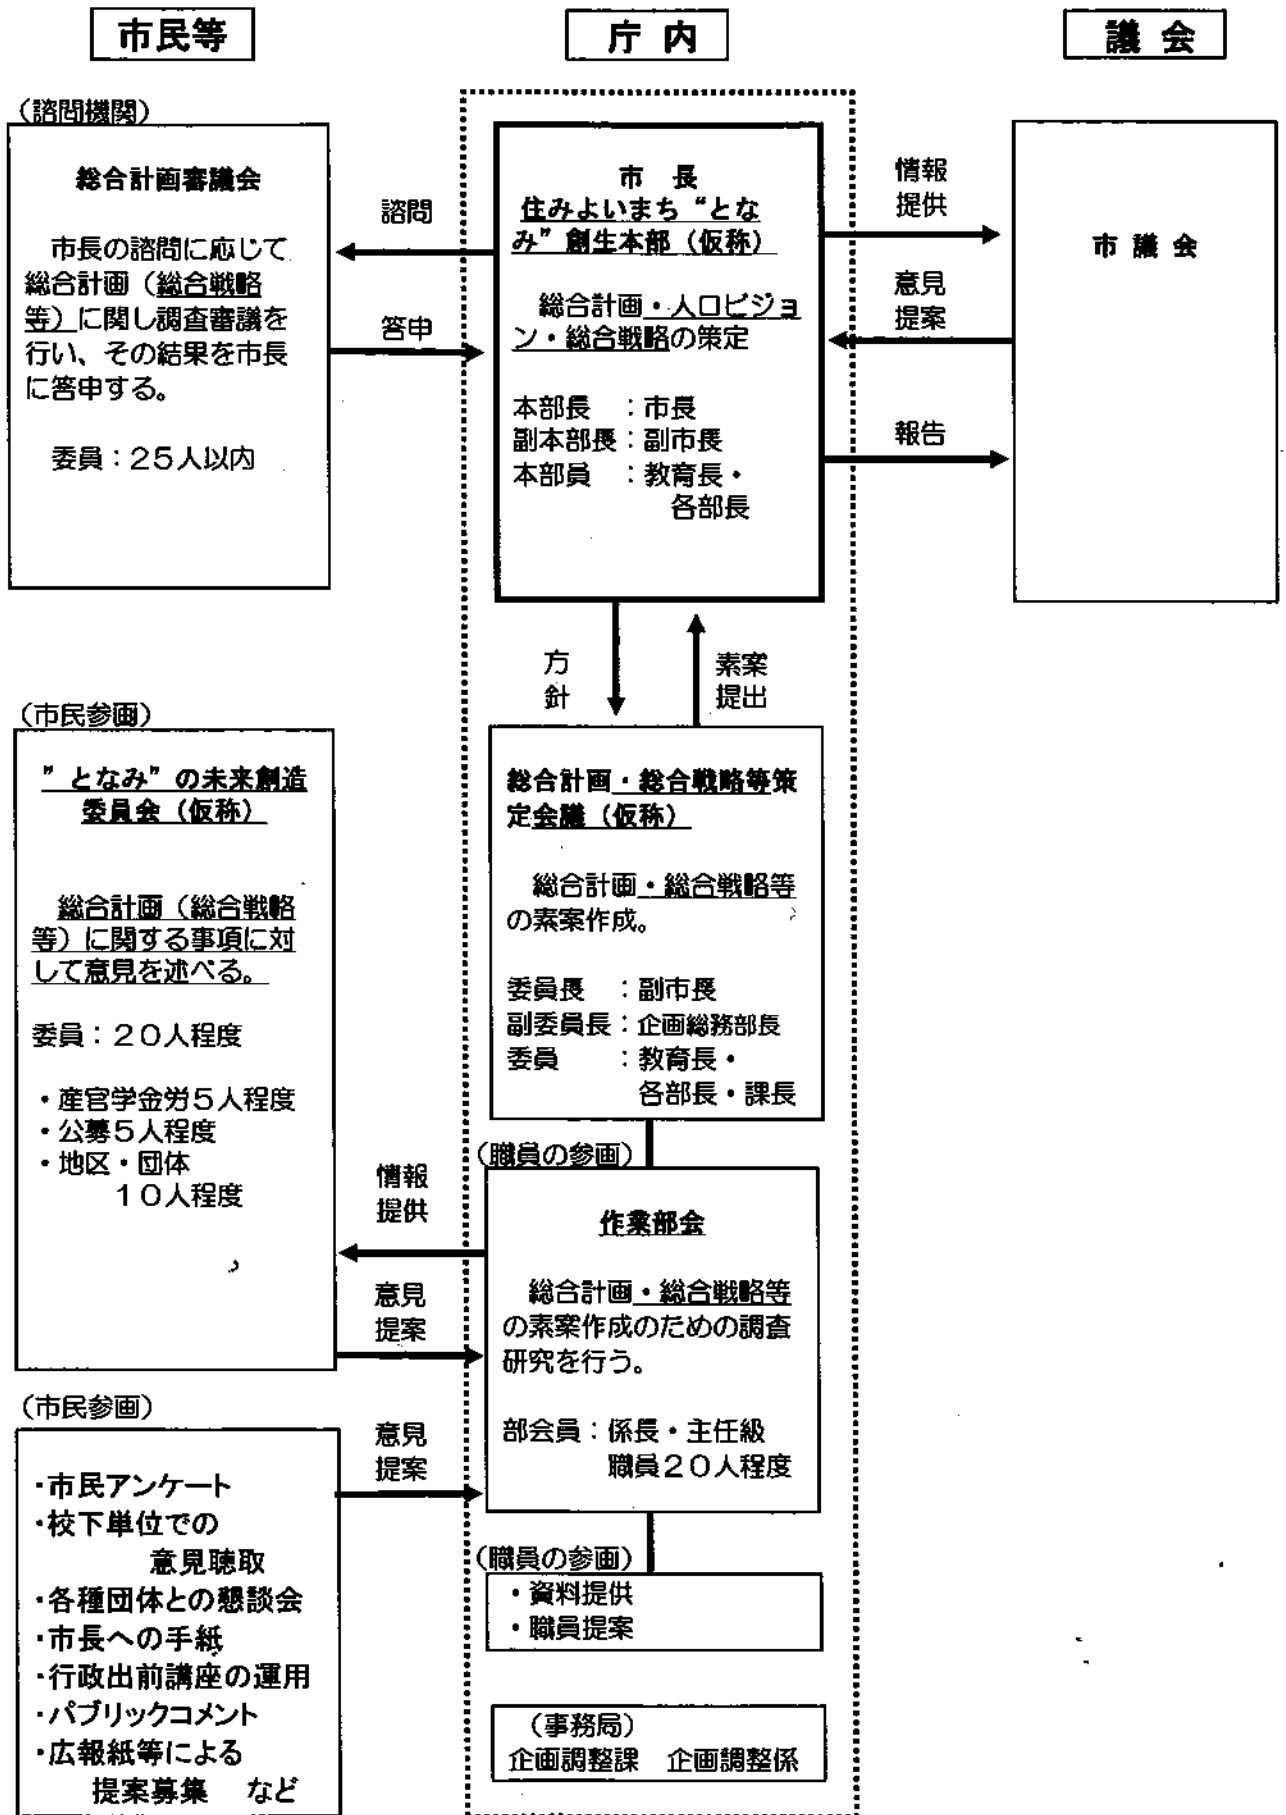 市民等
庁 内
議 会
（諮問機関）
総合計画審議会
市長の諮問に応じて
総合計画（総合戦略
等）に関し調査審議を
行い、その結果を市長
に答申する。
委員：２５人以内
諮問
答申
市 長
住みよいまち“とな
み”創生本部（仮称）
総合計画・人口ビジョ
ン・総合戦略の策定
本部長　：市長
副本部長：副市長
本部員　：教育長・
各部長
情報
提供
意見
提案
報告
市 議 会
方
針
素案
提出
（市民参画）
”となみ”の未来創造
委員会（仮称）
総合計画（総合戦略
等）に関する事項に対
して意見を述べる。
委員：２０人程度
・産官学金労５人程度
・公募５人程度
・地区・団体
１０人程度
総合計画・総合戦略等策
定会議（仮称）
総合計画・総合戦略等
の素案作成。
委員長　：副市長
副委員長：企画総務部長
委員　　：教育長・
各部長・課長
（職員の参画）
情報
提供
意見
提案
作業部会
総合計画・総合戦略等
の素案作成のための調査
研究を行う。
部会員：係長・主任級
職員２０人程度
（市民参画）
・市民アンケート
・校下単位での
意見聴取
・各種団体との懇談会
・市長への手紙
・行政出前講座の運用
・パブリックコメント
・広報紙等による
提案募集　など
意見
提案
（職員の参画）
・資料提供
・職員提案
（事務局）
企画調整課　企画調整係